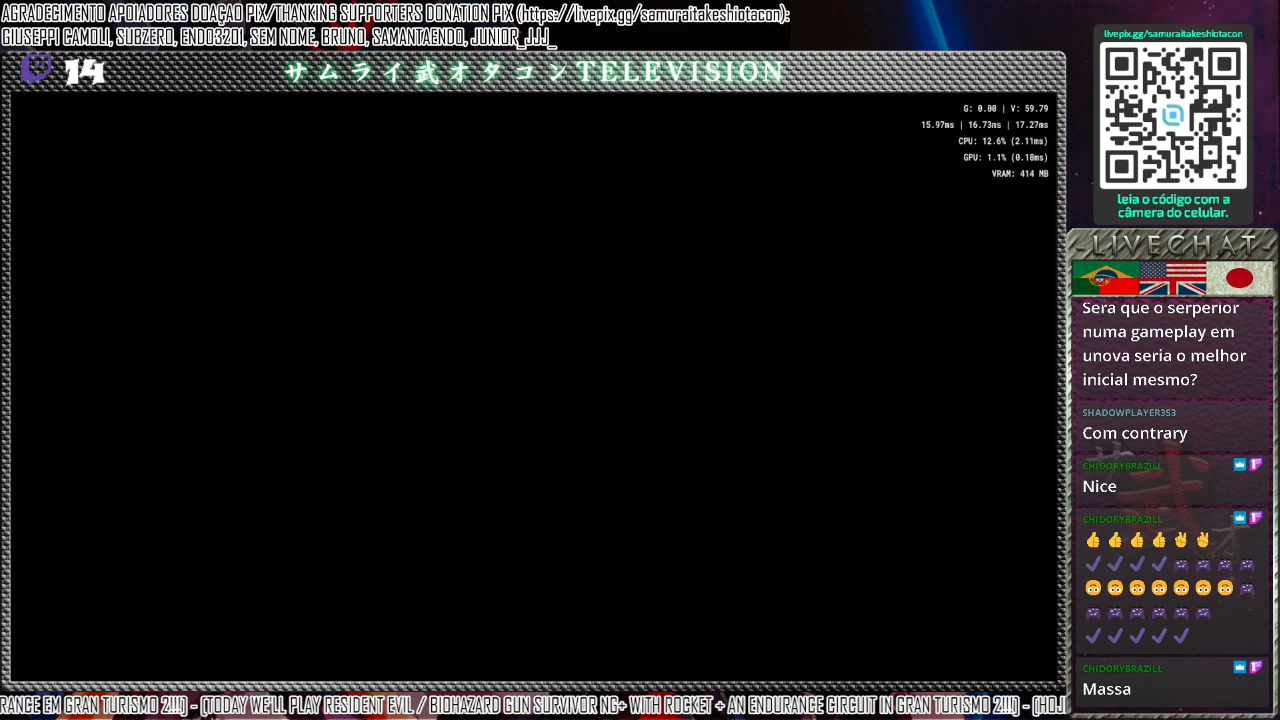 AGRADECIMENTO APOIADORES DOAÇÃO PIX/THANKING SUPPORTERS DONATION PIX (https://livepix.gg/samuraitakeshiotacon):
GIUSEPPI CAMOLI, SUBZERO, ENDO3201, SEM NOME, BRUNO, SAMANTAENDO, JUNIOR_JJJ_
14
サムライ武オタコンTELEVISION
G: 0.00 | V: 59.79
15.97ms | 16.73ms | 17.27ms
CPU: 12.6% (2.11ms)
GPU: 1.1% (0.18ms)
VRAM: 414 MB
livepix.gg/samuraitakeshiotacon
leia o código com a
câmera do celular.
-LIVECHAT-
Sera que o serperior
numa gameplay em
unova seria o melhor
inicial mesmo?
SHADOWPLAYER353
Com contrary
CHIDORYBRAZILL
Nice
CHIDORYBRAZILL
👍👍👍👍✌✌
CHIDORYBRAZILL
Massa
RANCE EM GRAN TURISMO 2!!!) - (TODAY WE'LL PLAY RESIDENT EVIL / BIOHAZARD GUN SURVIVOR NG+ WITH ROCKET + AN ENDURANCE CIRCUIT IN GRAN TURISMO 2!!!) - (HOJ